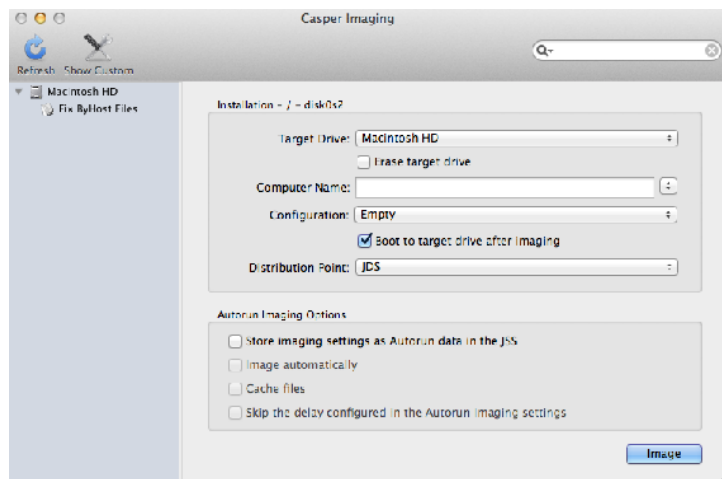 Casper Imaging
Refresh Show Custom
Macintosh HD
Fix ByHost Files
Installation - / - disk0s2
Target Drive: Macintosh HD
Erase target drive
Computer Name:
Configuration: Empty
Boot to target drive after imaging
Distribution Point: JDS
Autorun Imaging Options
Store imaging settings as Autorun data in the JSS
Image automatically
Cache files
Skip the delay configured in the Autorun imaging settings
Image